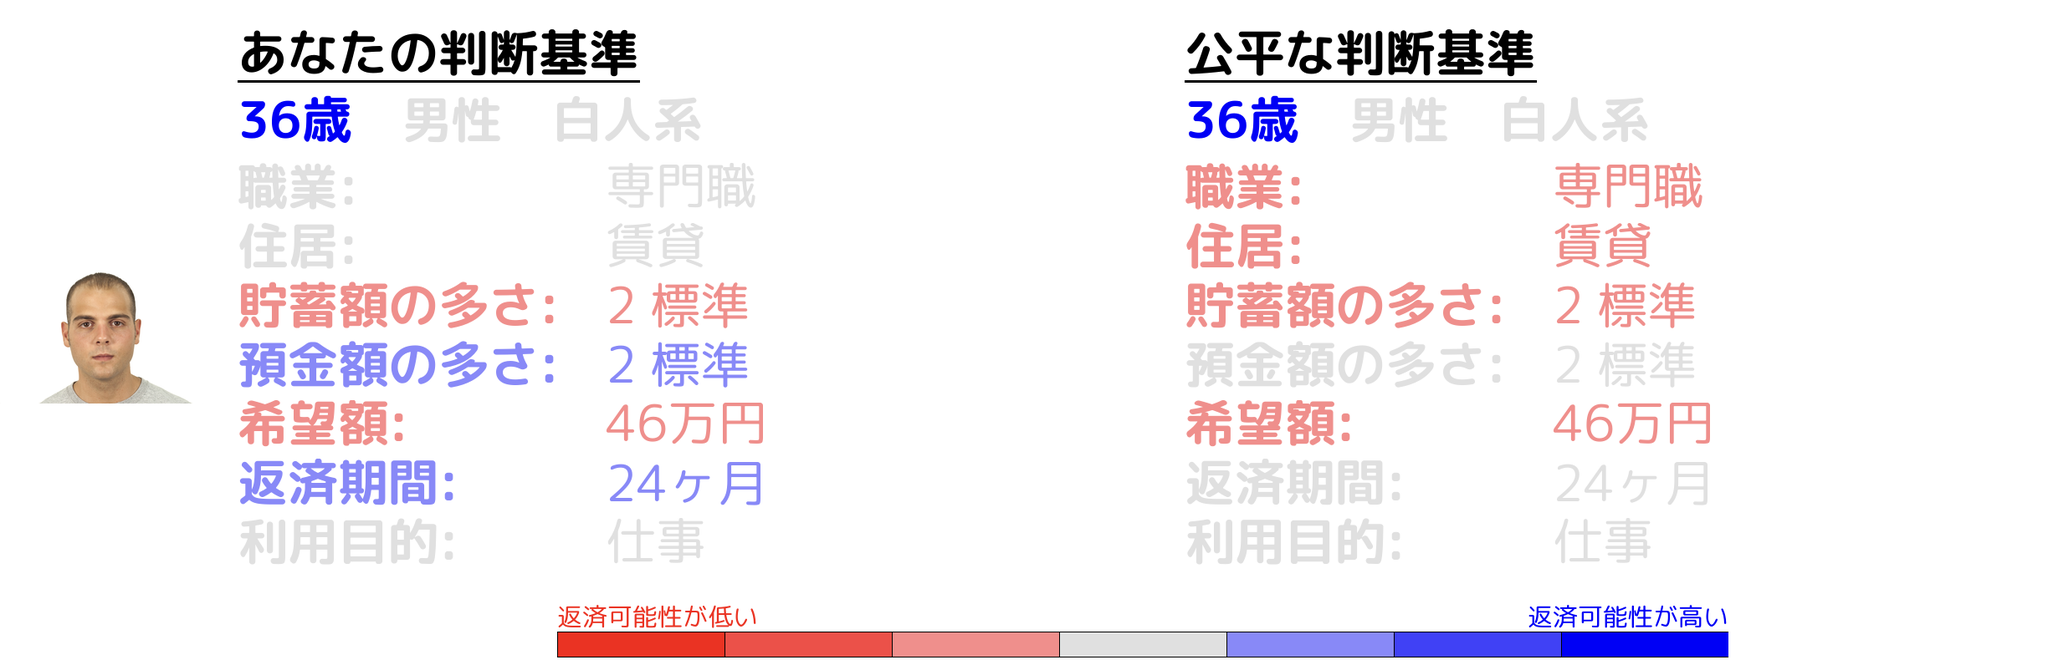 あなたの判断基準
36歳 男性 白人系
職業: 専門職
住居: 賃貸
貯蓄額の多さ: 2 標準
預金額の多さ: 2 標準
希望額: 46万円
返済期間: 24ヶ月
利用目的: 仕事
公平な判断基準
36歳 男性 白人系
職業: 専門職
住居: 賃貸
貯蓄額の多さ: 2 標準
預金額の多さ: 2 標準
希望額: 46万円
返済期間: 24ヶ月
利用目的: 仕事
返済可能性が低い
返済可能性が高い